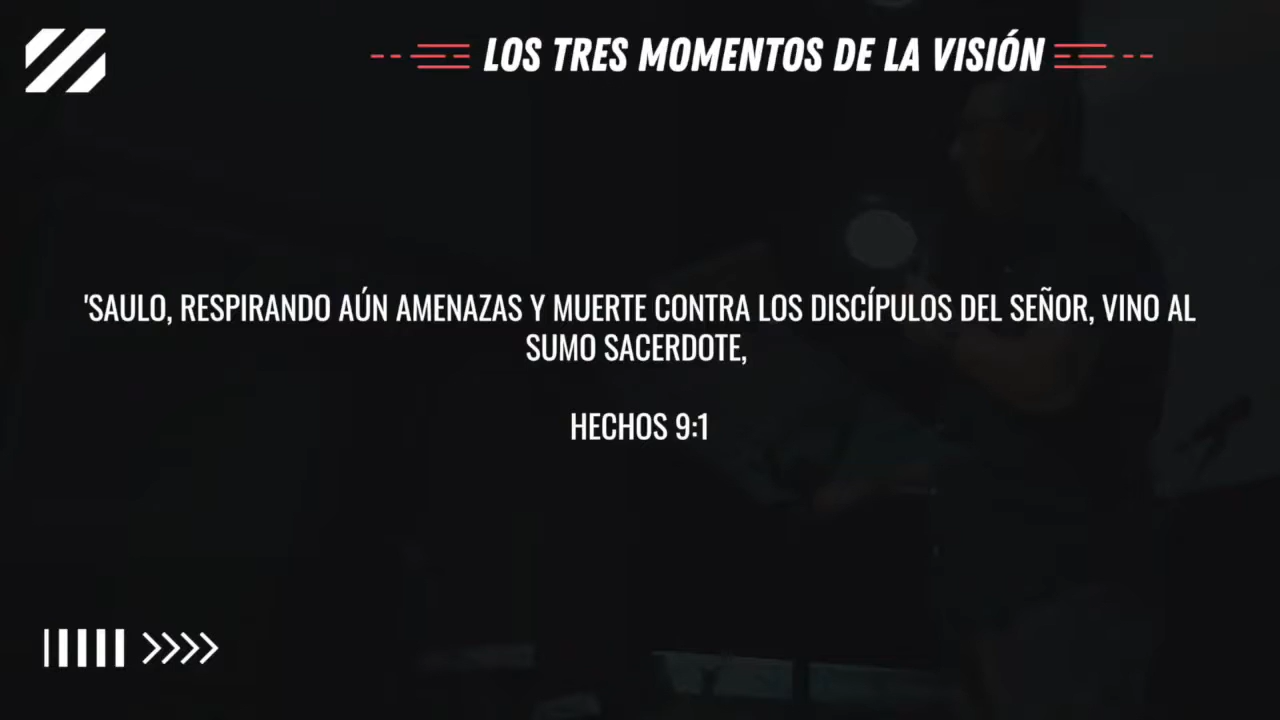 LOS TRES MOMENTOS DE LA VISIÓN
'SAULO, RESPIRANDO AÚN AMENAZAS Y MUERTE CONTRA LOS DISCÍPULOS DEL SEÑOR, VINO AL
SUMO SACERDOTE,
HECHOS 9:1